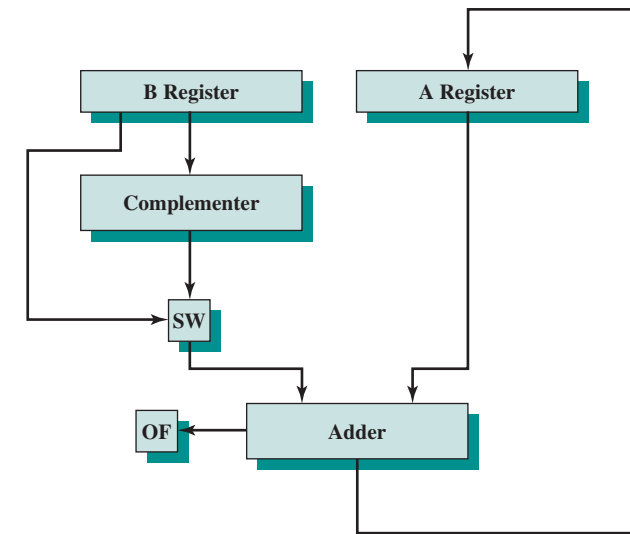 B Register
A Register
Complementer
SW
OF
Adder